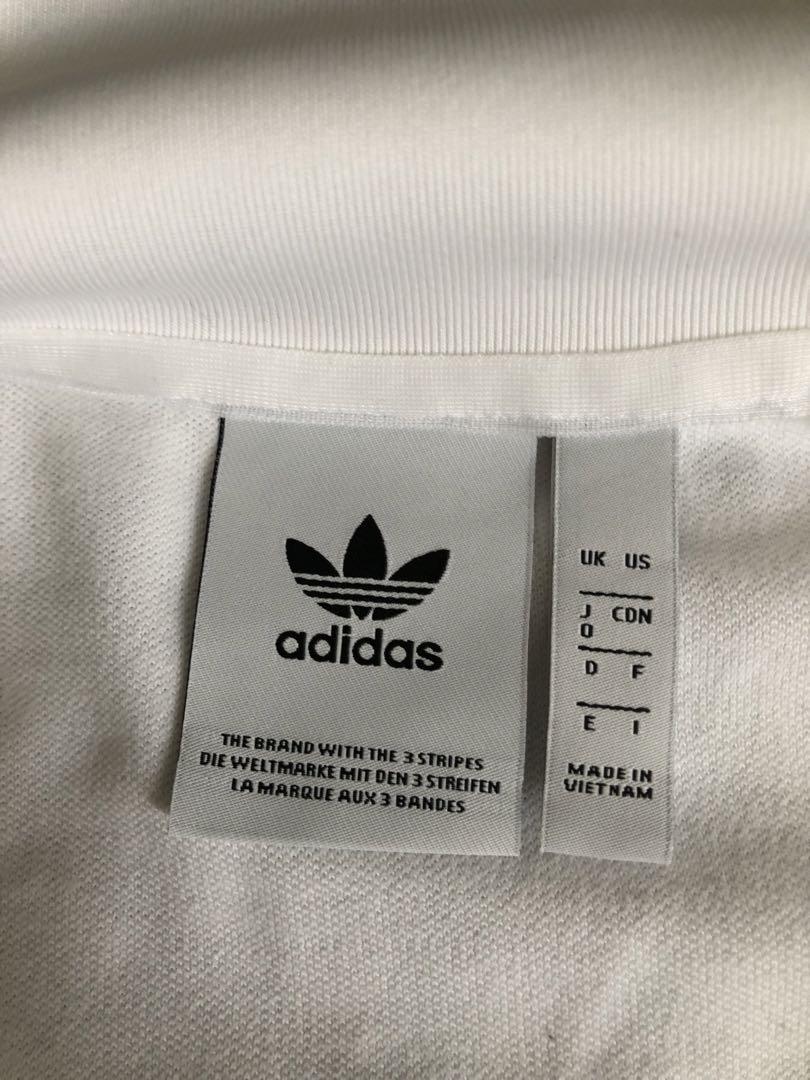 adidas
THE BRAND WITH THE 3 STRIPES
DIE WELTMARKE MIT DEN 3 STREIFEN
LA MARQUE AUX 3 BANDES
UK US
J CDN
O
D F
E I
MADE IN
VIETNAM